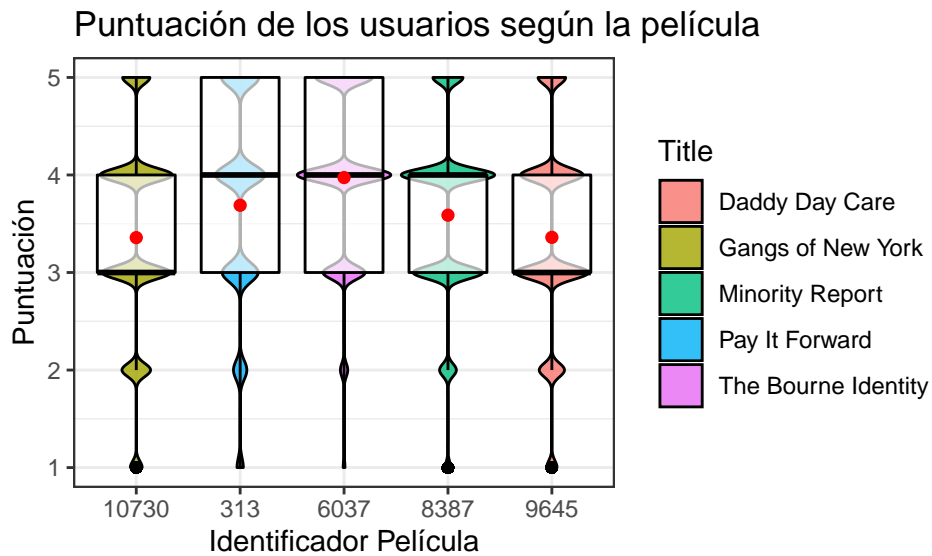 Puntuación de los usuarios según la película
Puntuación
5
4
3
2
1
10730 313 6037 8387 9645
Identificador Película
Title
Daddy Day Care
Gangs of New York
Minority Report
Pay It Forward
The Bourne Identity